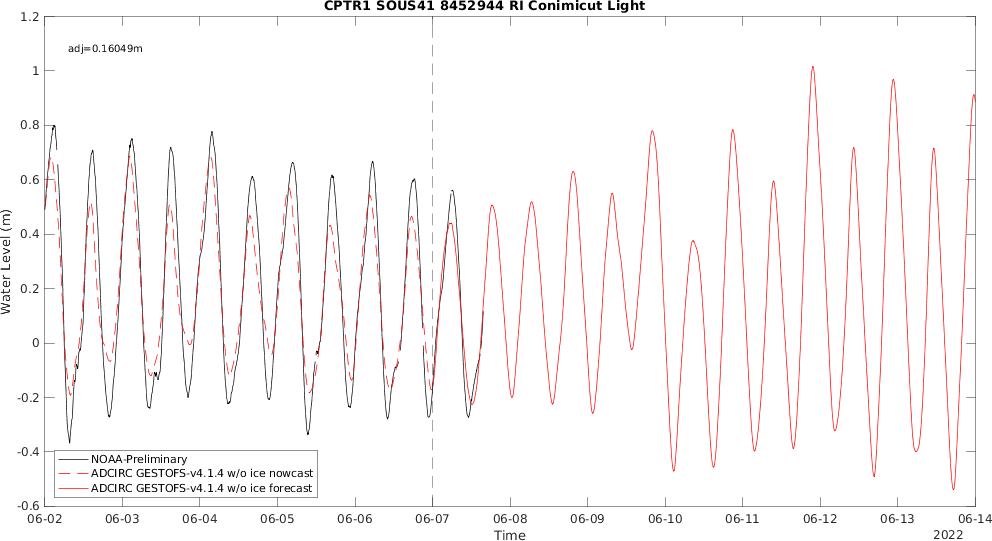 CPTR1 SOUS41 8452944 RI Conimicut Light
adj=0.16049m
1.2
1
0.8
0.6
0.4
0.2
0
-0.2
-0.4
-0.6
Water Level (m)
NOAA-Preliminary
ADCIRC GESTOFS-v4.1.4 w/o ice nowcast
ADCIRC GESTOFS-v4.1.4 w/o ice forecast
06-02 06-03 06-04 06-05 06-06 06-07 06-08 06-09 06-10 06-11 06-12 06-13 06-14
Time
2022